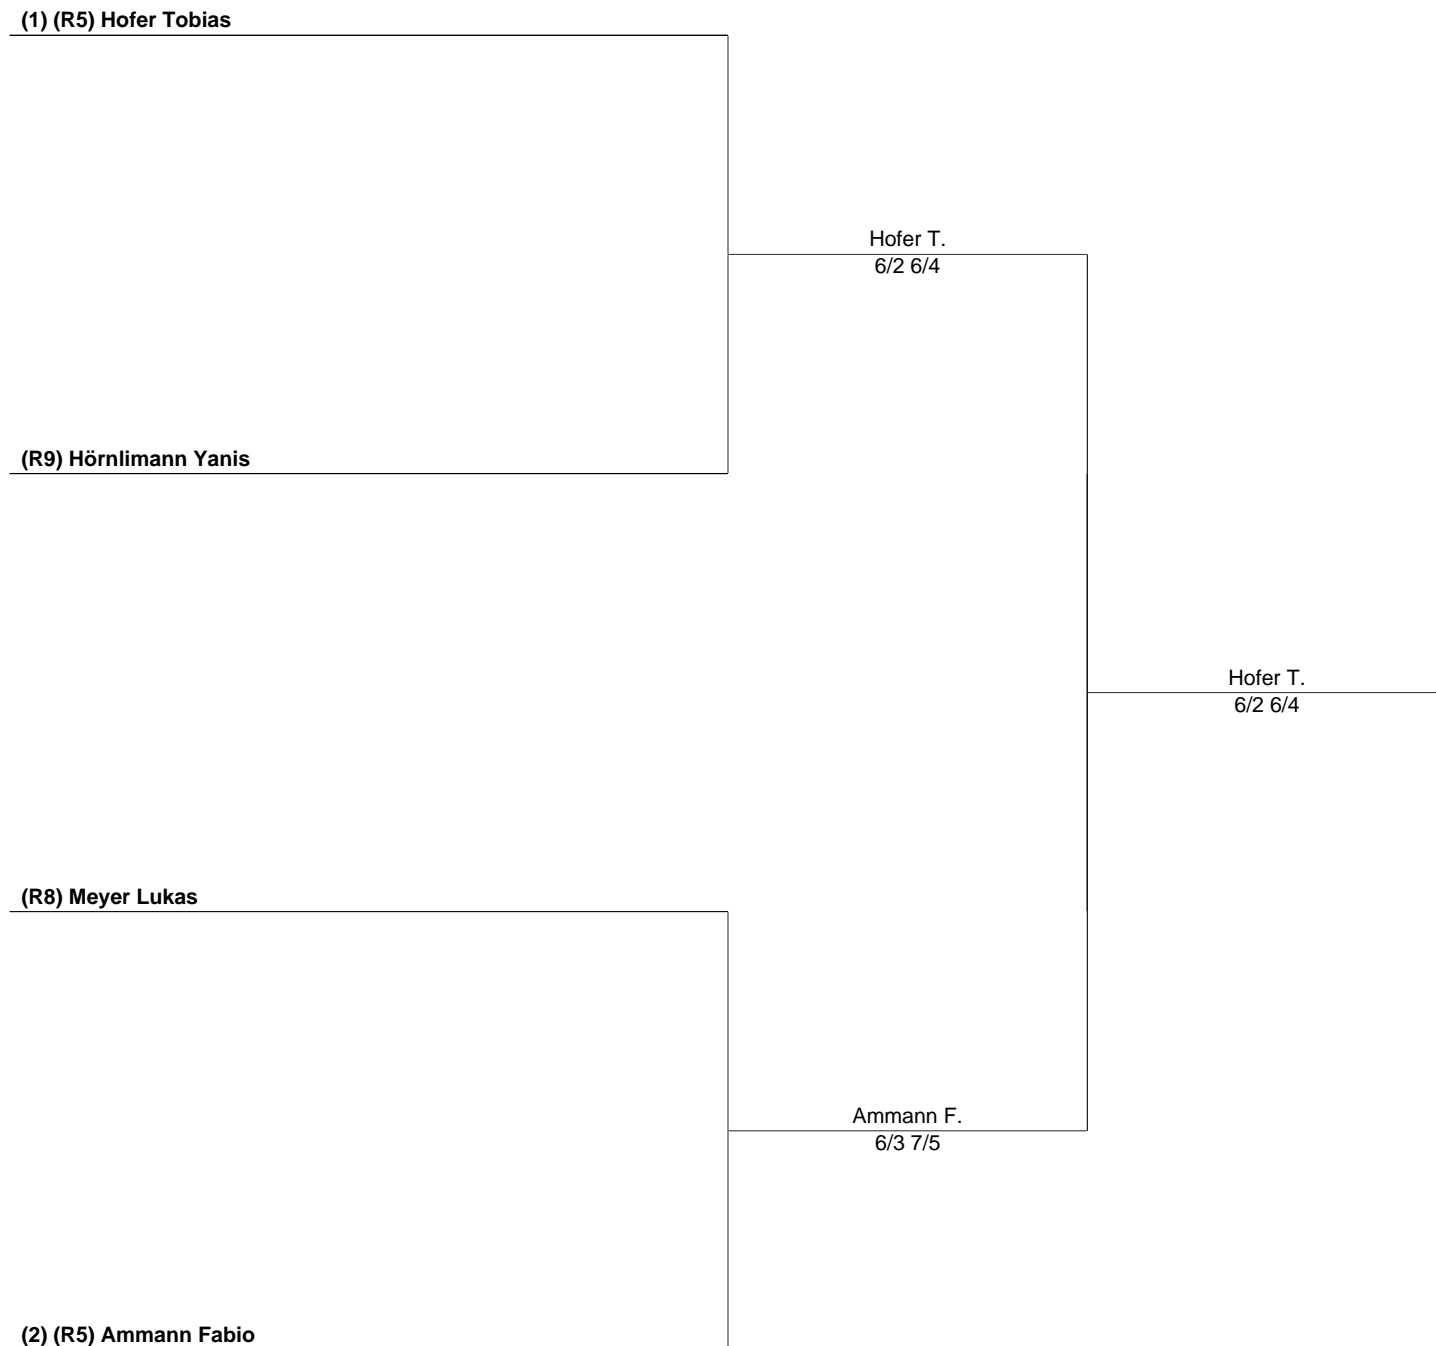 (1) (R5) Hofer Tobias
Hofer T.
6/2 6/4
(R9) Hörnlimann Yanis
Hofer T.
6/2 6/4
(R8) Meyer Lukas
Ammann F.
6/3 7/5
(2) (R5) Ammann Fabio